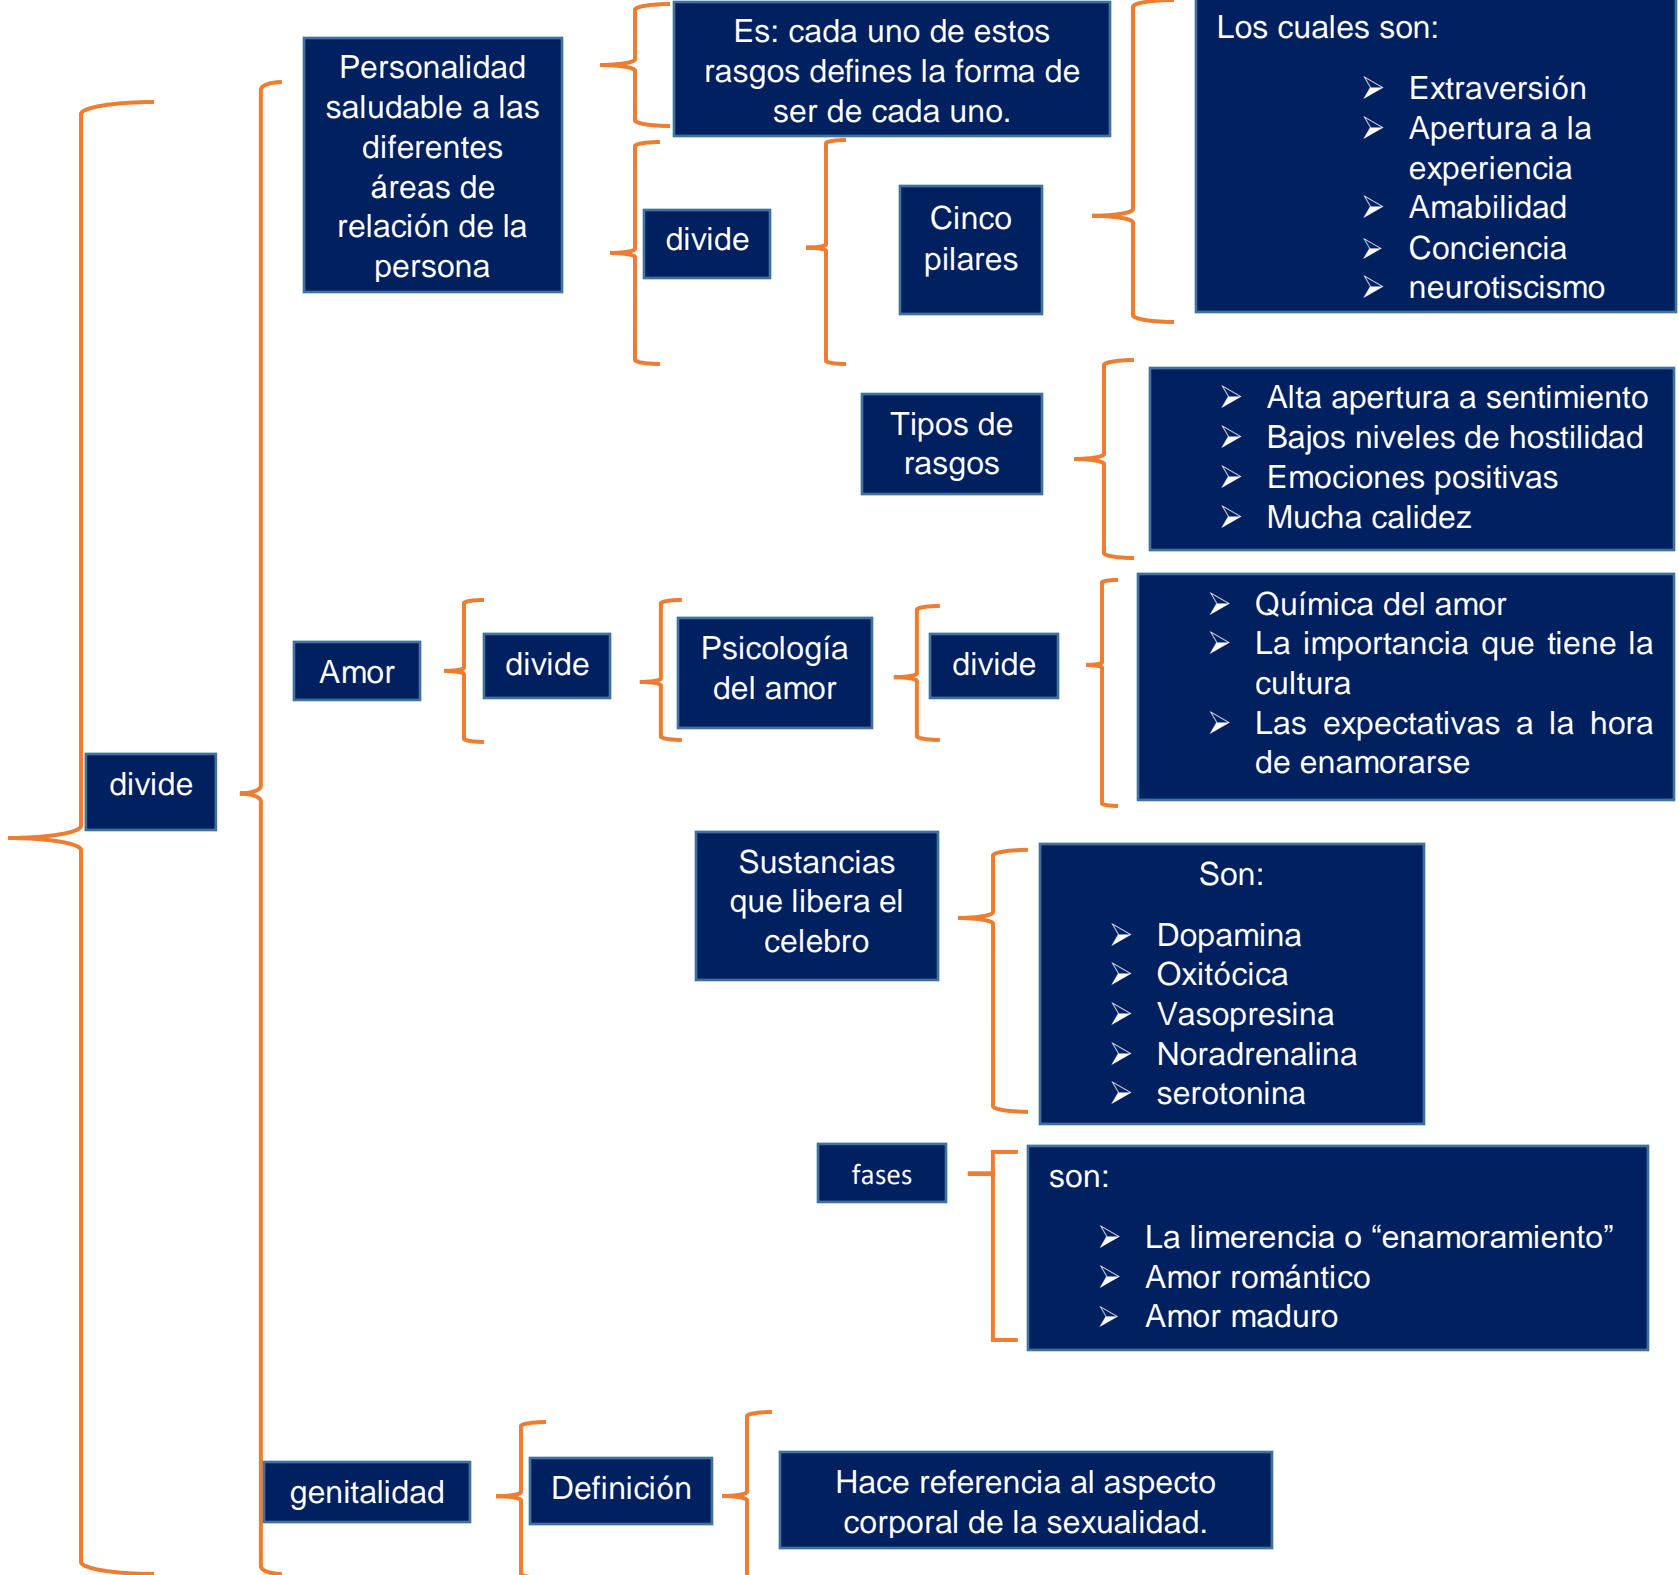 Personalidad
saludable a las
diferentes
áreas de
relación de la
persona
Es: cada uno de estos
rasgos defines la forma de
ser de cada uno.
divide
Cinco
pilares
Los cuales son:
➢ Extraversión
➢ Apertura a la
experiencia
➢ Amabilidad
➢ Conciencia
➢ neurotiscismo
Tipos de
rasgos
➢ Alta apertura a sentimiento
➢ Bajos niveles de hostilidad
➢ Emociones positivas
➢ Mucha calidez
divide
Amor
divide
Psicología
del amor
divide
➢ Química del amor
➢ La importancia que tiene la
cultura
➢ Las expectativas a la hora
de enamorarse
Sustancias
que libera el
celebro
Son:
➢ Dopamina
➢ Oxitócica
➢ Vasopresina
➢ Noradrenalina
➢ serotonina
fases
son:
➢ La limerencia o “enamoramiento”
➢ Amor romántico
➢ Amor maduro
genitalidad
Definición
Hace referencia al aspecto
corporal de la sexualidad.